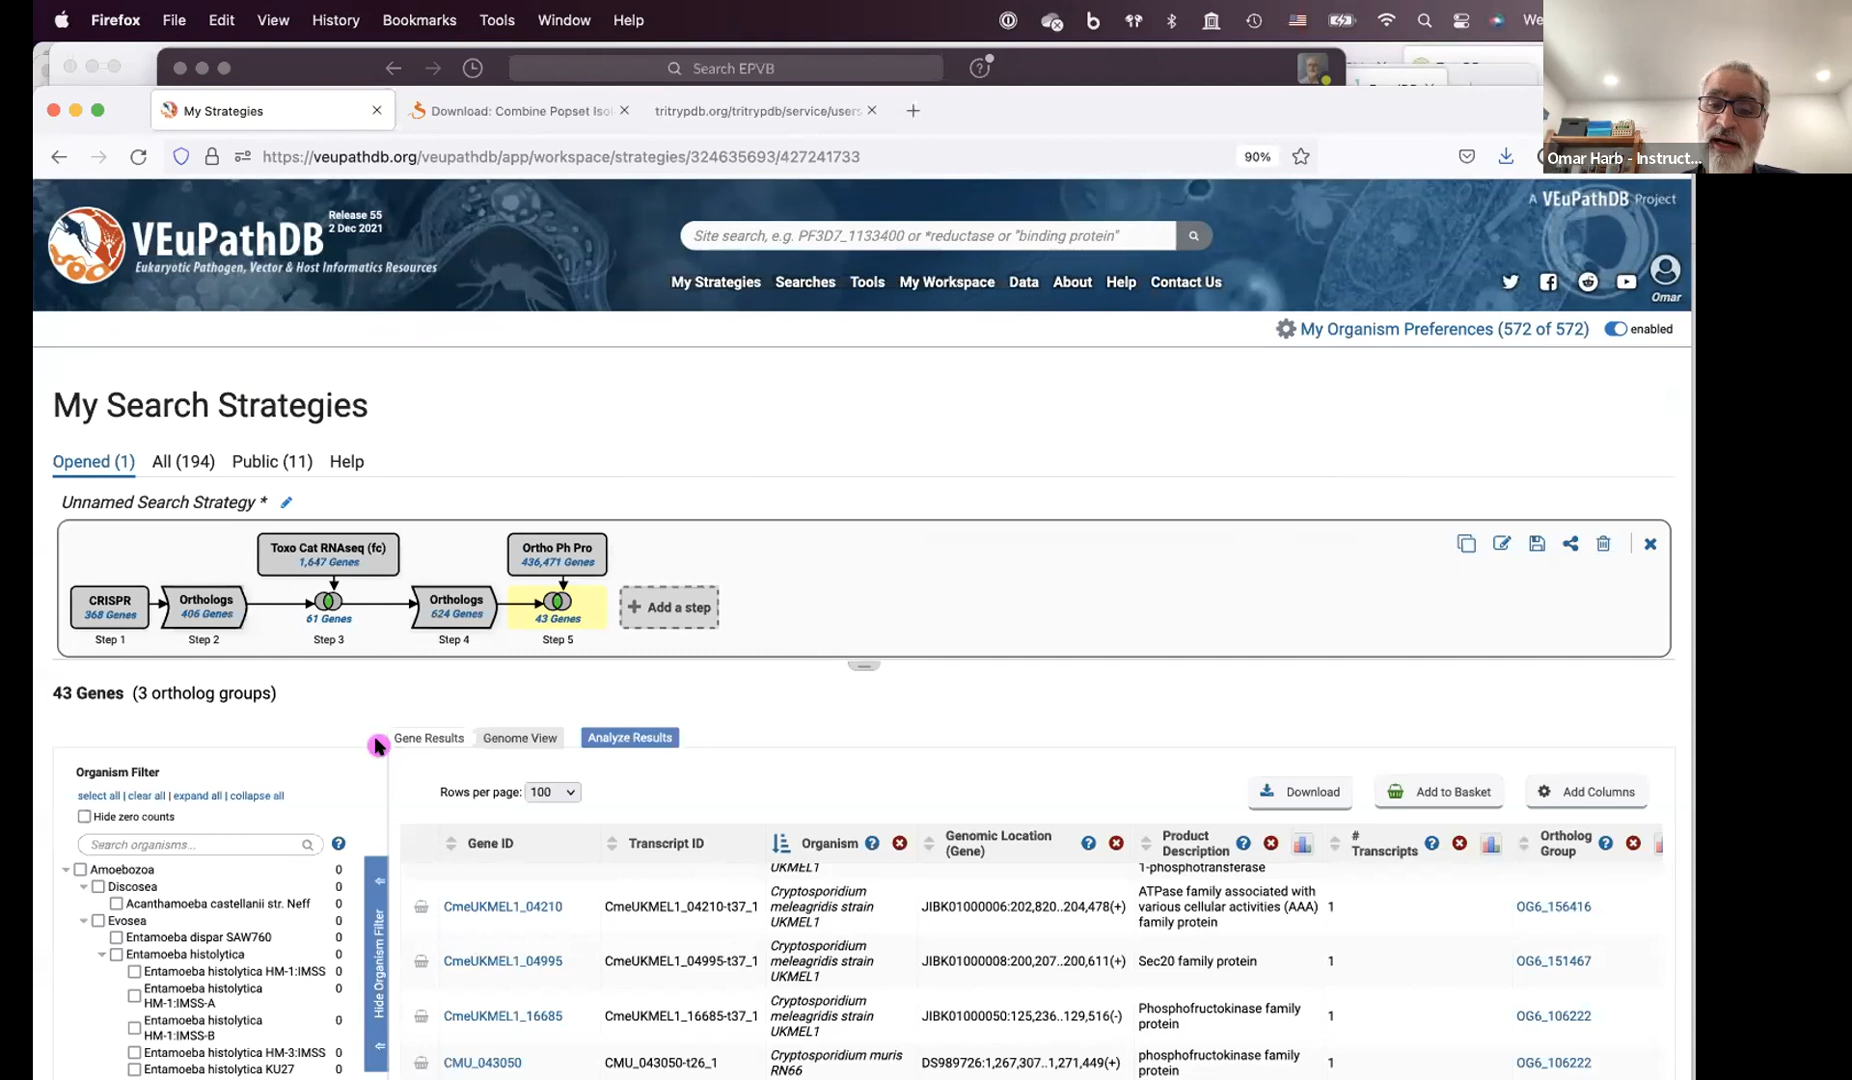 Firefox File Edit View History Bookmarks Tools Window Help
We
Search EPVB
My Strategies
Download: Combine Popset Isol
tritrypdb.org/tritrypdb/service/users
https://veupathdb.org/veupathdb/app/workspace/strategies/324635693/427241733
90%
Omar Harb - Instruct...
VEuPathDB
Release 55
2 Dec 2021
Eukaryotic Pathogen, Vector & Host Informatics Resources
Site search, e.g. PF3D7_1133400 or *reductase or "binding protein"
A VEuPathDB Project
My Strategies Searches Tools My Workspace Data About Help Contact Us
Omar
My Organism Preferences (572 of 572) enabled
My Search Strategies
Opened (1) All (194) Public (11) Help
Unnamed Search Strategy *
Toxo Cat RNAseq (fc)
1,647 Genes
Ortho Ph Pro
436,471 Genes
CRISPR
368 Genes
Orthologs
406 Genes
61 Genes
Orthologs
624 Genes
43 Genes
+ Add a step
Step 1 Step 2 Step 3 Step 4 Step 5
43 Genes (3 ortholog groups)
Gene Results Genome View Analyze Results
Organism Filter
select all | clear all | expand all | collapse all
Hide zero counts
Search organisms...
Amoebozoa 0
Discosea 0
Acanthamoeba castellanii str. Neff 0
Evosea 0
Entamoeba dispar SAW760 0
Entamoeba histolytica 0
Entamoeba histolytica HM-1:IMSS 0
Entamoeba histolytica 0
HM-1:IMSS-A
Entamoeba histolytica 0
HM-1:IMSS-B
Entamoeba histolytica HM-3:IMSS 0
Entamoeba histolytica KU27 0
Hide Organism Filter
Rows per page: 100
Download Add to Basket Add Columns
Gene ID Transcript ID Organism Genomic Location (Gene) Product Description # Transcripts Ortholog Group
UKMEL1 1-phosphotransferase
CmeUKMEL1_04210 CmeUKMEL1_04210-t37_1 Cryptosporidium meleagridis strain UKMEL1 JIBK01000006:202,820..204,478(+) ATPase family associated with various cellular activities (AAA) family protein 1 OG6_156416
CmeUKMEL1_04995 CmeUKMEL1_04995-t37_1 Cryptosporidium meleagridis strain UKMEL1 JIBK01000008:200,207..200,611(+) Sec20 family protein 1 OG6_151467
CmeUKMEL1_16685 CmeUKMEL1_16685-t37_1 Cryptosporidium meleagridis strain UKMEL1 JIBK01000050:125,236..129,516(-) Phosphofructokinase family protein 1 OG6_106222
CMU_043050 CMU_043050-t26_1 Cryptosporidium muris RN66 DS989726:1,267,307..1,271,449(+) phosphofructokinase family protein 1 OG6_106222